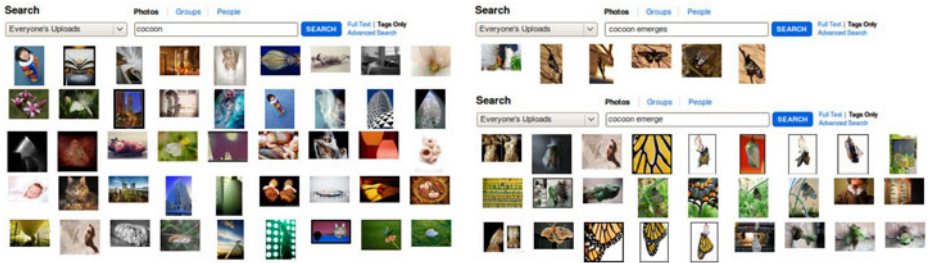 Search
Photos | Groups | People
Everyone's Uploads
cocoon
SEARCH
Full Text | Tags Only
Advanced Search
Search
Photos | Groups | People
Everyone's Uploads
cocoon emerges
SEARCH
Full Text | Tags Only
Advanced Search
Search
Photos | Groups | People
Everyone's Uploads
cocoon emerge
SEARCH
Full Text | Tags Only
Advanced Search